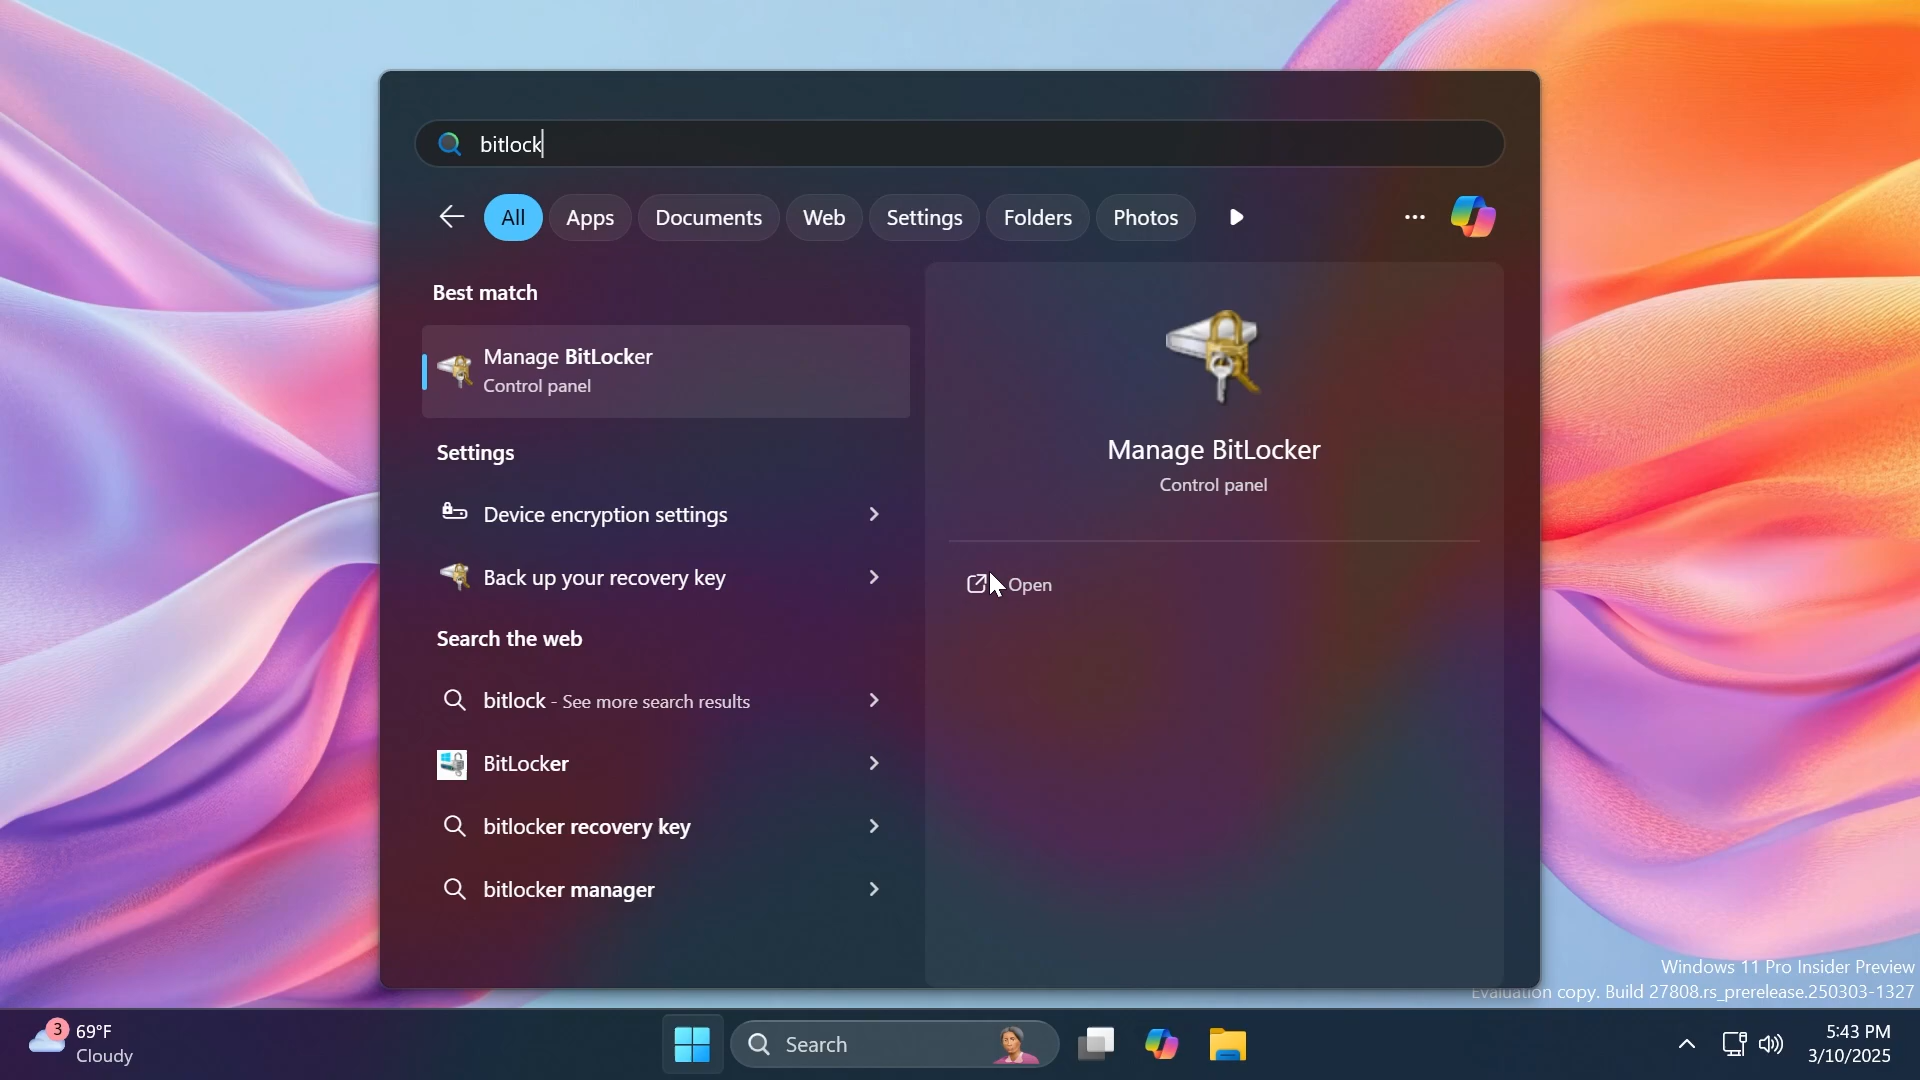 bitlock
All Apps Documents Web Settings Folders Photos
Best match
Manage BitLocker
Control panel
Settings
Device encryption settings
Back up your recovery key
Search the web
bitlock - See more search results
BitLocker
bitlocker recovery key
bitlocker manager
Manage BitLocker
Control panel
Open
Windows 11 Pro Insider Preview
Evaluation copy. Build 27808.rs_prerelease.250303-1327
3
69°F
Cloudy
Search
5:43 PM
3/10/2025